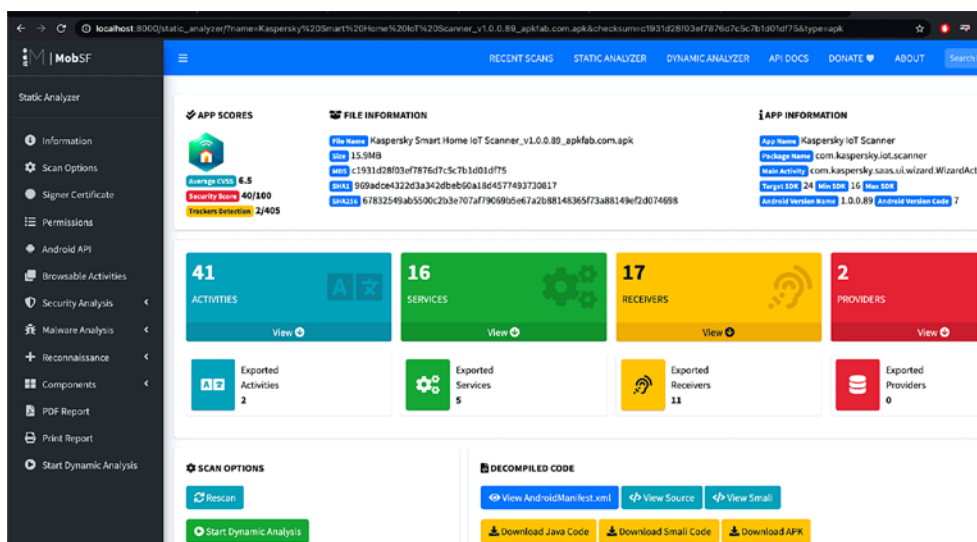 localhost:8000/static_analyzer/?name=Kaspersky%20Smart%20Home%20IoT%20Scanner_v1.0.0.89_apkfab.com.apk&checksum=c1931d28f03ef7876d7c5c7b1d01df75&type=apk
MobSF
RECENT SCANS STATIC ANALYZER DYNAMIC ANALYZER API DOCS DONATE ♥ ABOUT Search
Static Analyzer
Information
Scan Options
Signer Certificate
Permissions
Android API
Browsable Activities
Security Analysis
Malware Analysis
Reconnaissance
Components
PDF Report
Print Report
Start Dynamic Analysis
APP SCORES
Average CVSS 6.5
Security Score 40/100
Trackers Detection 2/405
FILE INFORMATION
File Name Kaspersky Smart Home IoT Scanner_v1.0.0.89_apkfab.com.apk
Size 15.9MB
MD5 c1931d28f03ef7876d7c5c7b1d01df75
SHA1 969adce4322d3a342dbeb60a18d4577493730817
SHA256 67832549ab5500c2b3e707af79069b5e67a2b88148365f73a88149ef2d074698
APP INFORMATION
App Name Kaspersky IoT Scanner
Package Name com.kaspersky.iot.scanner
Main Activity com.kaspersky.saas.ui.wizard.WizardAct
Target SDK 24 Min SDK 16 Max SDK
Android Version Name 1.0.0.89 Android Version Code 7
41
ACTIVITIES
View
16
SERVICES
View
17
RECEIVERS
View
2
PROVIDERS
View
Exported
Activities
2
Exported
Services
5
Exported
Receivers
11
Exported
Providers
0
SCAN OPTIONS
Rescan
Start Dynamic Analysis
DECOMPILED CODE
View AndroidManifest.xml View Source View Smali
Download Java Code Download Smali Code Download APK